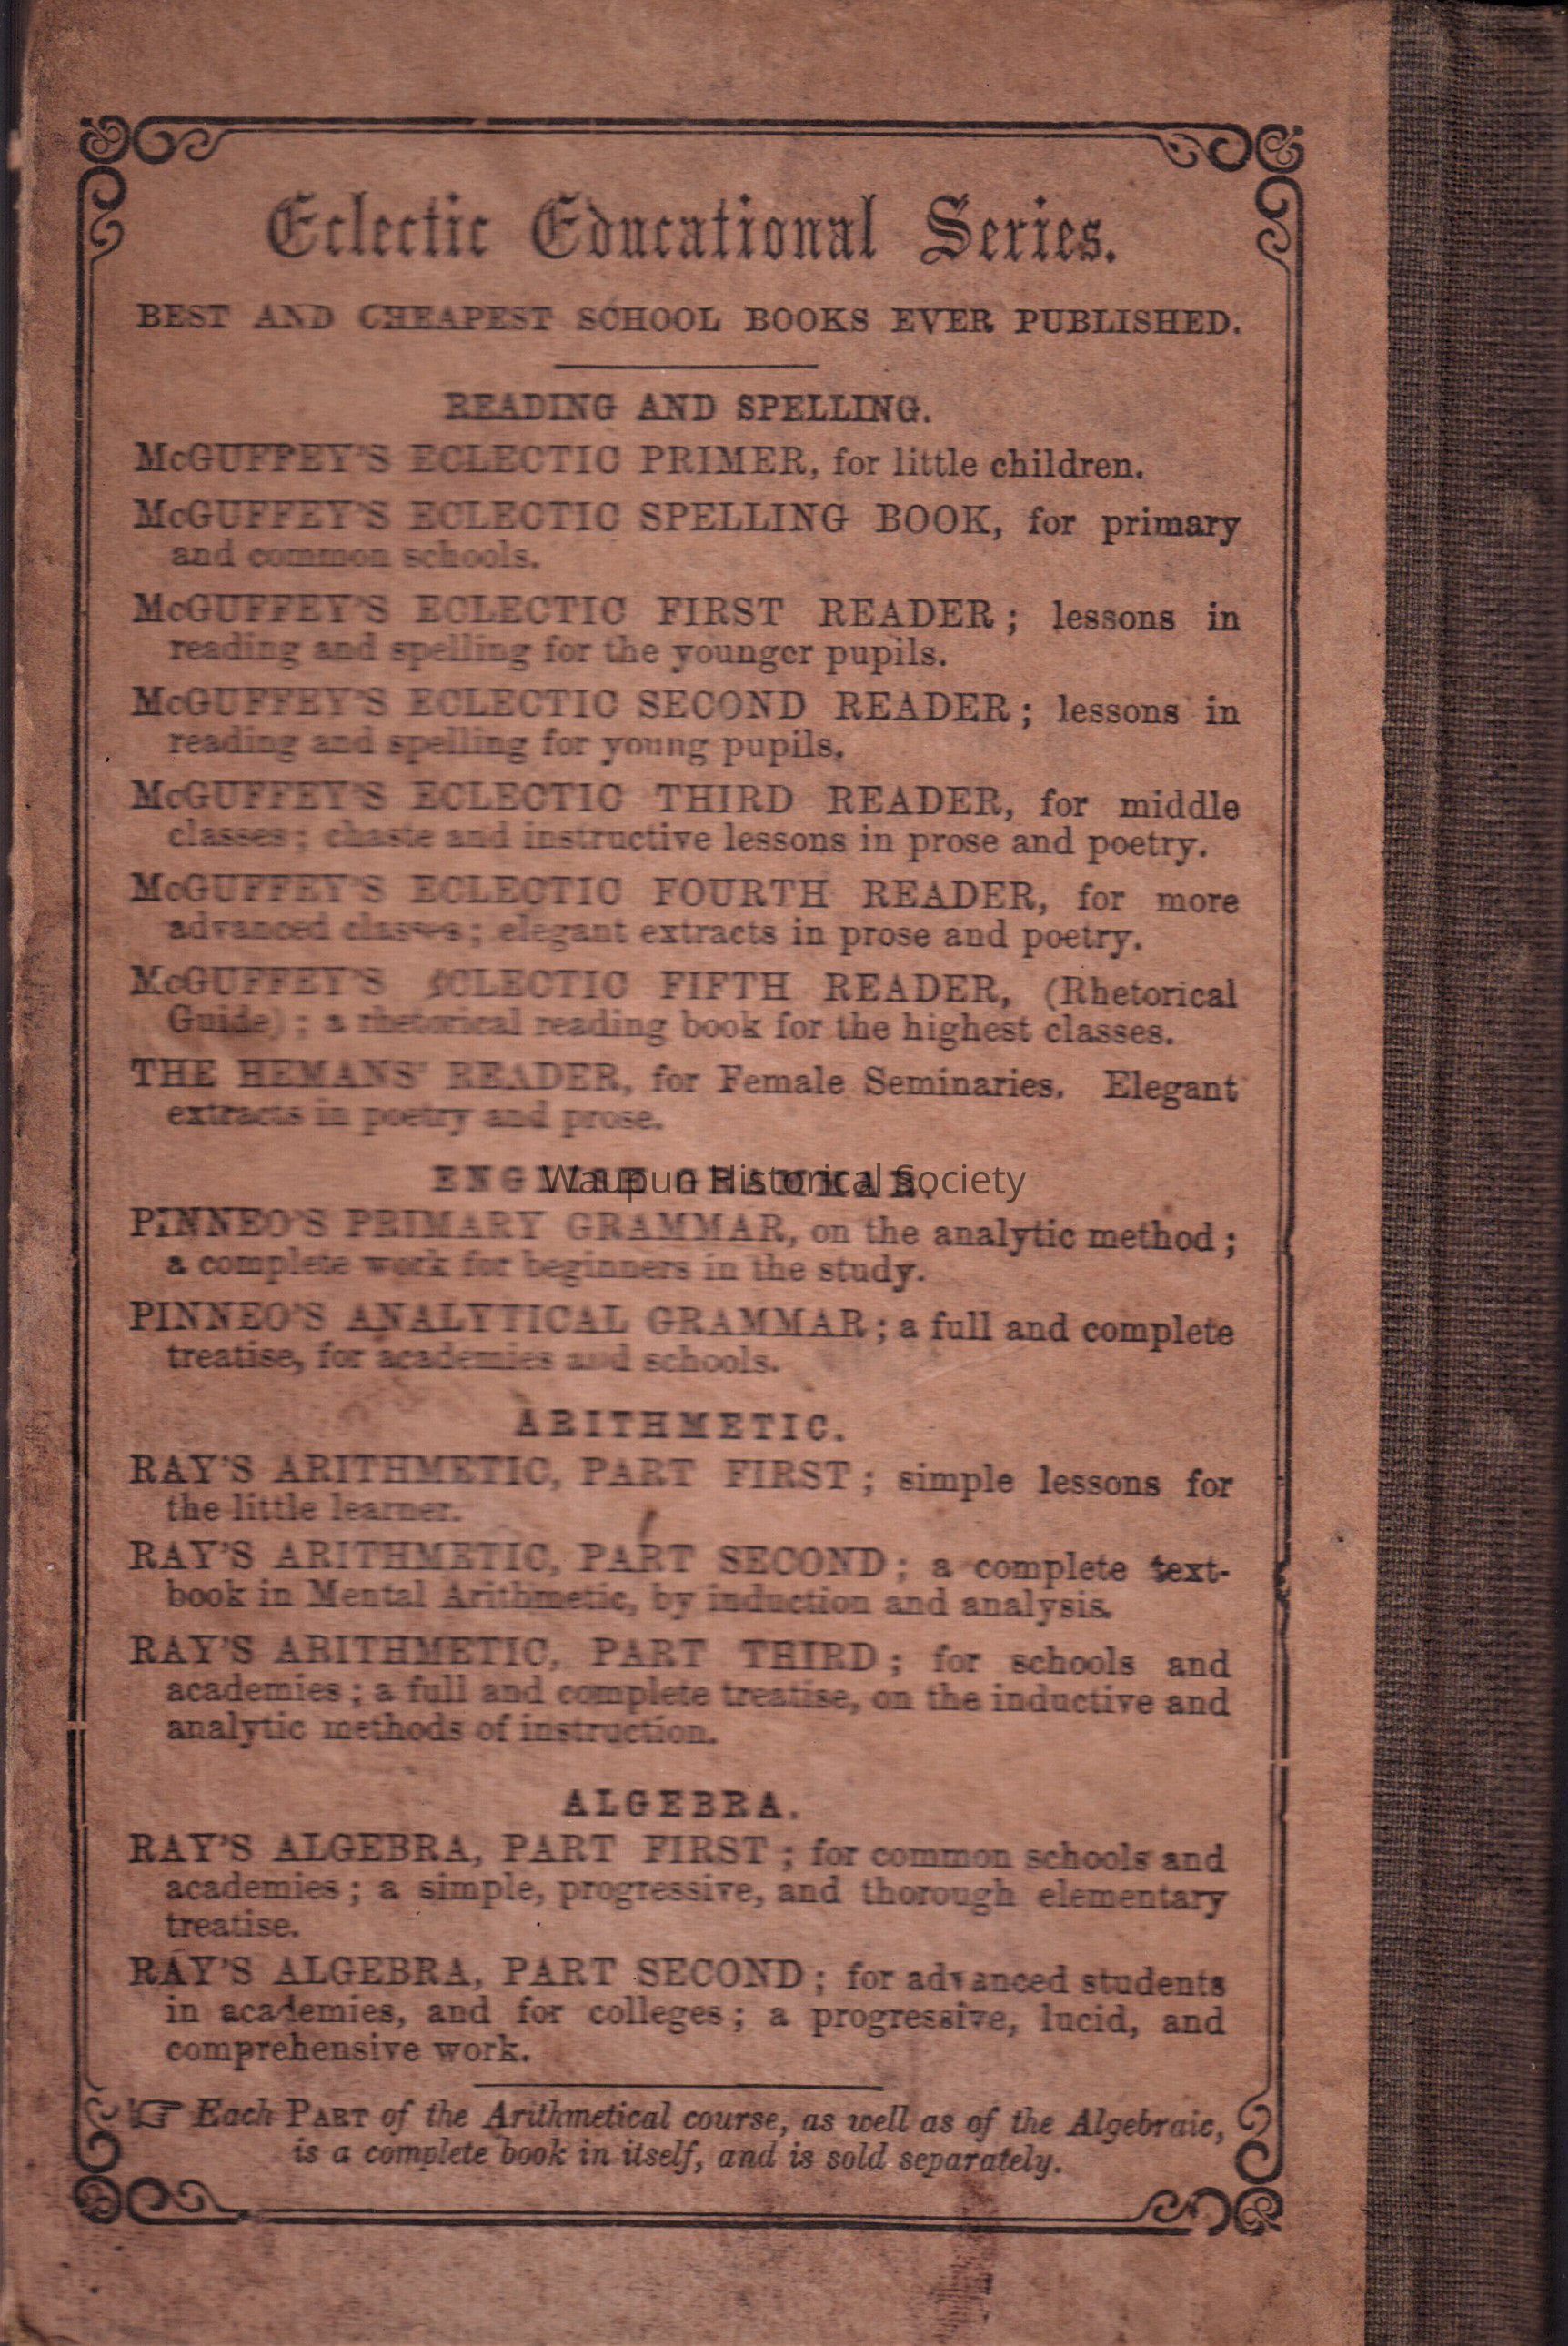 Eclectic Educational Series.
BEST AND CHEAPEST SCHOOL BOOKS EVER PUBLISHED.
READING AND SPELLING.
McGUFFEY'S ECLECTIC PRIMER, for little children.
McGUFFEY'S ECLECTIC SPELLING BOOK, for primary
and common schools.
McGUFFEY'S ECLECTIC FIRST READER; lessons in
reading and spelling for the younger pupils.
McGUFFEY'S ECLECTIC SECOND READER; lessons in
reading and spelling for young pupils.
McGUFFEY'S ECLECTIC THIRD READER, for middle
classes; chaste and instructive lessons in prose and poetry.
McGUFFEY'S ECLECTIC FOURTH READER, for more
advanced classes; elegant extracts in prose and poetry.
McGUFFEY'S ECLECTIC FIFTH READER, (Rhetorical
Guide); a rhetorical reading book for the highest classes.
THE HEMANS' READER, for Female Seminaries. Elegant
extracts in poetry and prose.
ENGLISH GRAMMAR.
Waupun Historical Society
PINNEO'S PRIMARY GRAMMAR, on the analytic method;
a complete work for beginners in the study.
PINNEO'S ANALYTICAL GRAMMAR; a full and complete
treatise, for academies and schools.
ARITHMETIC.
RAY'S ARITHMETIC, PART FIRST; simple lessons for
the little learner.
RAY'S ARITHMETIC, PART SECOND; a complete text-
book in Mental Arithmetic, by induction and analysis.
RAY'S ARITHMETIC, PART THIRD; for schools and
academies; a full and complete treatise, on the inductive and
analytic methods of instruction.
ALGEBRA.
RAY'S ALGEBRA, PART FIRST; for common schools and
academies; a simple, progressive, and thorough elementary
treatise.
RAY'S ALGEBRA, PART SECOND; for advanced students
in academies, and for colleges; a progressive, lucid, and
comprehensive work.
☞ Each PART of the Arithmetical course, as well as of the Algebraic,
is a complete book in itself, and is sold separately.